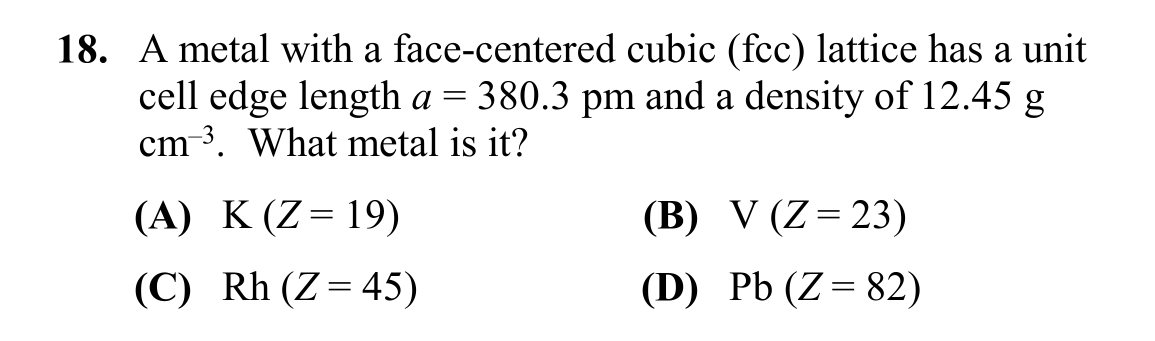 18. A metal with a face-centered cubic (fcc) lattice has a unit
cell edge length a = 380.3 pm and a density of 12.45 g
cm⁻³. What metal is it?
(A) K (Z = 19) (B) V (Z = 23)
(C) Rh (Z = 45) (D) Pb (Z = 82)